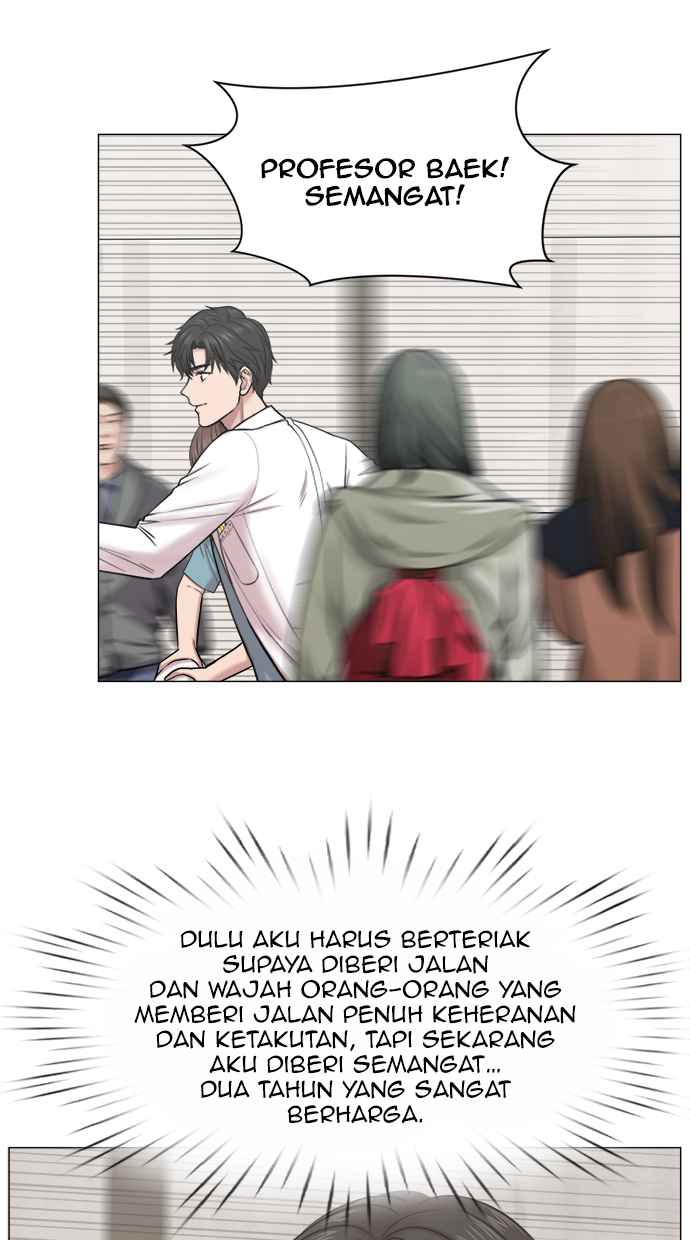 PROFESOR BAEK!
SEMANGAT!
DULU AKU HARUS BERTERIAK
SUPAYA DIBERI JALAN
DAN WAJAH ORANG-ORANG YANG
MEMBERI JALAN PENUH KEHERANAN
DAN KETAKUTAN, TAPI SEKARANG
AKU DIBERI SEMANGAT...
DUA TAHUN YANG SANGAT
BERHARGA.